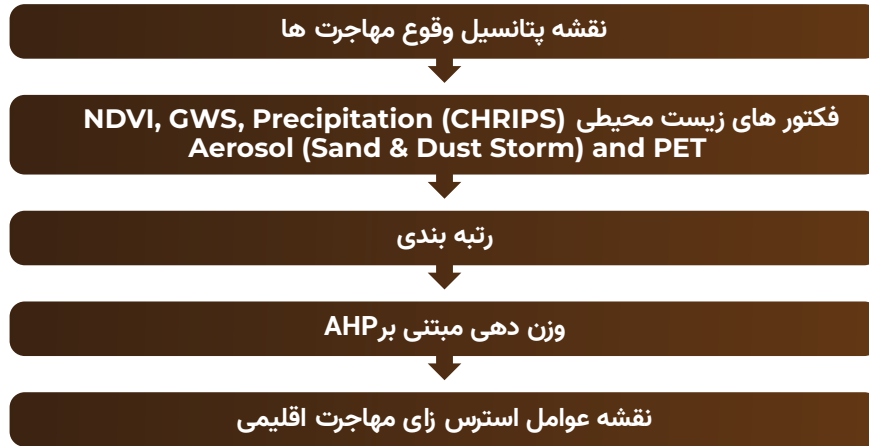 نقشه پتانسیل وقوع مهاجرت ها
فکتور های زیست محیطی NDVI, GWS, Precipitation (CHRIPS)
Aerosol (Sand & Dust Storm) and PET
رتبه بندی
وزن دهی مبتنی برAHP
نقشه عوامل استرس زای مهاجرت اقلیمی